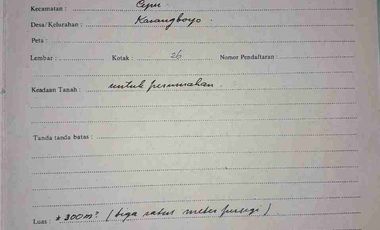 Kecamatan : Cepu.
Desa/Kelurahan : Karangboyo.
Peta :
Lembar : Kotak : 26 Nomor Pendaftaran :
Keadaan Tanah : untuk perumahan.
Tanda tanda batas :
Luas : ± 300 m² ( tiga ratus meter persegi )